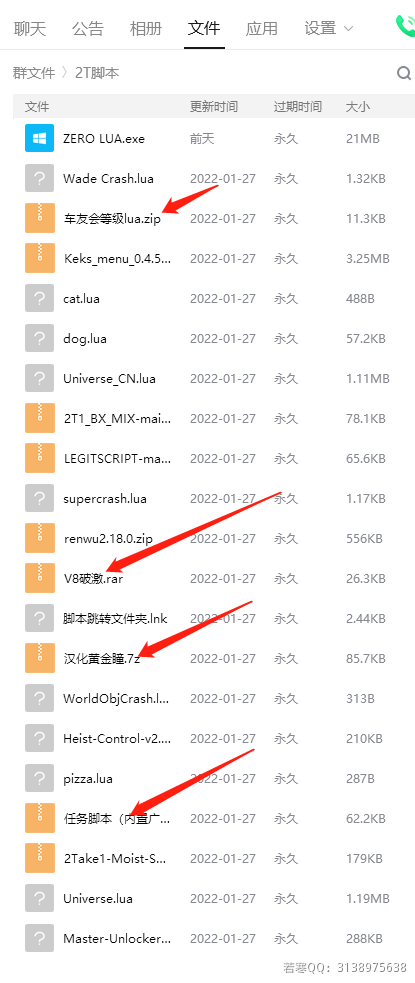 聊天 公告 相册 文件 应用 设置
群文件 〉2T脚本
文件 更新时间 过期时间 大小
ZERO LUA.exe 前天 永久 21MB
Wade Crash.lua 2022-01-27 永久 1.32KB
车友会等级lua.zip 2022-01-27 永久 11.3KB
Keks_menu_0.4.5... 2022-01-27 永久 3.25MB
cat.lua 2022-01-27 永久 488B
dog.lua 2022-01-27 永久 57.2KB
Universe_CN.lua 2022-01-27 永久 1.11MB
2T1_BX_MIX-mai... 2022-01-27 永久 78.1KB
LEGITSCRIPT-ma... 2022-01-27 永久 65.6KB
supercrash.lua 2022-01-27 永久 1.17KB
renwu2.18.0.zip 2022-01-27 永久 556KB
V8破激.rar 2022-01-27 永久 26.3KB
脚本跳转文件夹.lnk 2022-01-27 永久 2.44KB
汉化黄金瞳.7z 2022-01-27 永久 85.7KB
WorldObjCrash.l... 2022-01-27 永久 313B
Heist-Control-v2.... 2022-01-27 永久 210KB
pizza.lua 2022-01-27 永久 287B
任务脚本（内置广... 2022-01-27 永久 62.2KB
2Take1-Moist-S... 2022-01-27 永久 179KB
Universe.lua 2022-01-27 永久 1.19MB
Master-Unlocker... 2022-01-27 永久 288KB
若寒QQ：3138975638